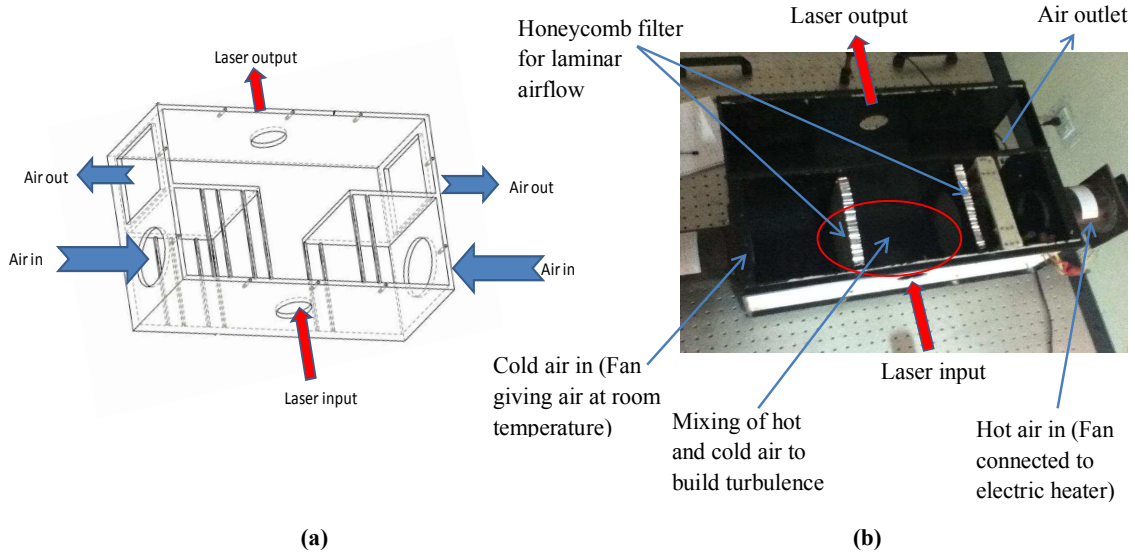 Laser output
Air out
Air out
Air in
Air in
Laser input
(a)
Honeycomb filter
for laminar
airflow
Laser output
Air outlet
Cold air in (Fan
giving air at room
temperature)
Mixing of hot
and cold air to
build turbulence
Laser input
Hot air in (Fan
connected to
electric heater)
(b)